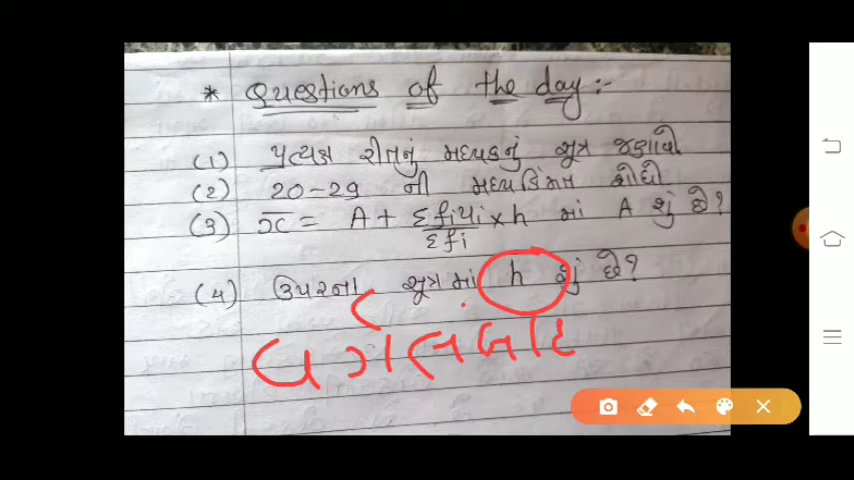 * Questions of the day :-
(1) પ્રત્યક્ષ રીતનું મધ્યકનું સૂત્ર જણાવો
(2) 20-29 ની મધ્યકિંમત શોધો
(3) x̄ = A + Σfiui/Σfi × h માં A શું છે?
(4) ઉપરના સૂત્રમાં h શું છે?
વર્ગલંબાઇ